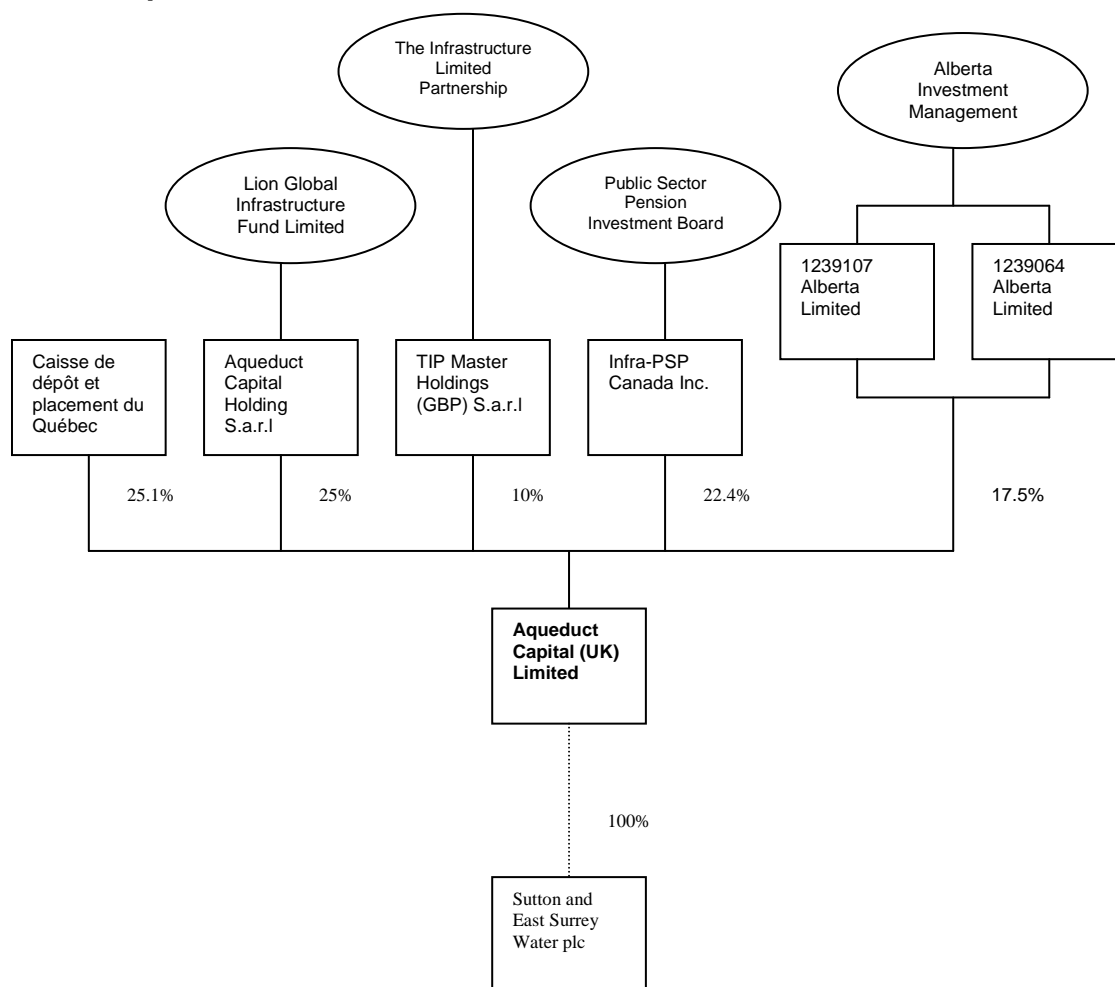 The Infrastructure
Limited
Partnership
Alberta
Investment
Management
Lion Global
Infrastructure
Fund Limited
Public Sector
Pension
Investment Board
1239107
Alberta
Limited
1239064
Alberta
Limited
Caisse de
dépôt et
placement du
Québec
Aqueduct
Capital
Holding
S.a.r.l
TIP Master
Holdings
(GBP) S.a.r.l
Infra-PSP
Canada Inc.
25.1%
25%
10%
22.4%
17.5%
Aqueduct
Capital (UK)
Limited
100%
Sutton and
East Surrey
Water plc